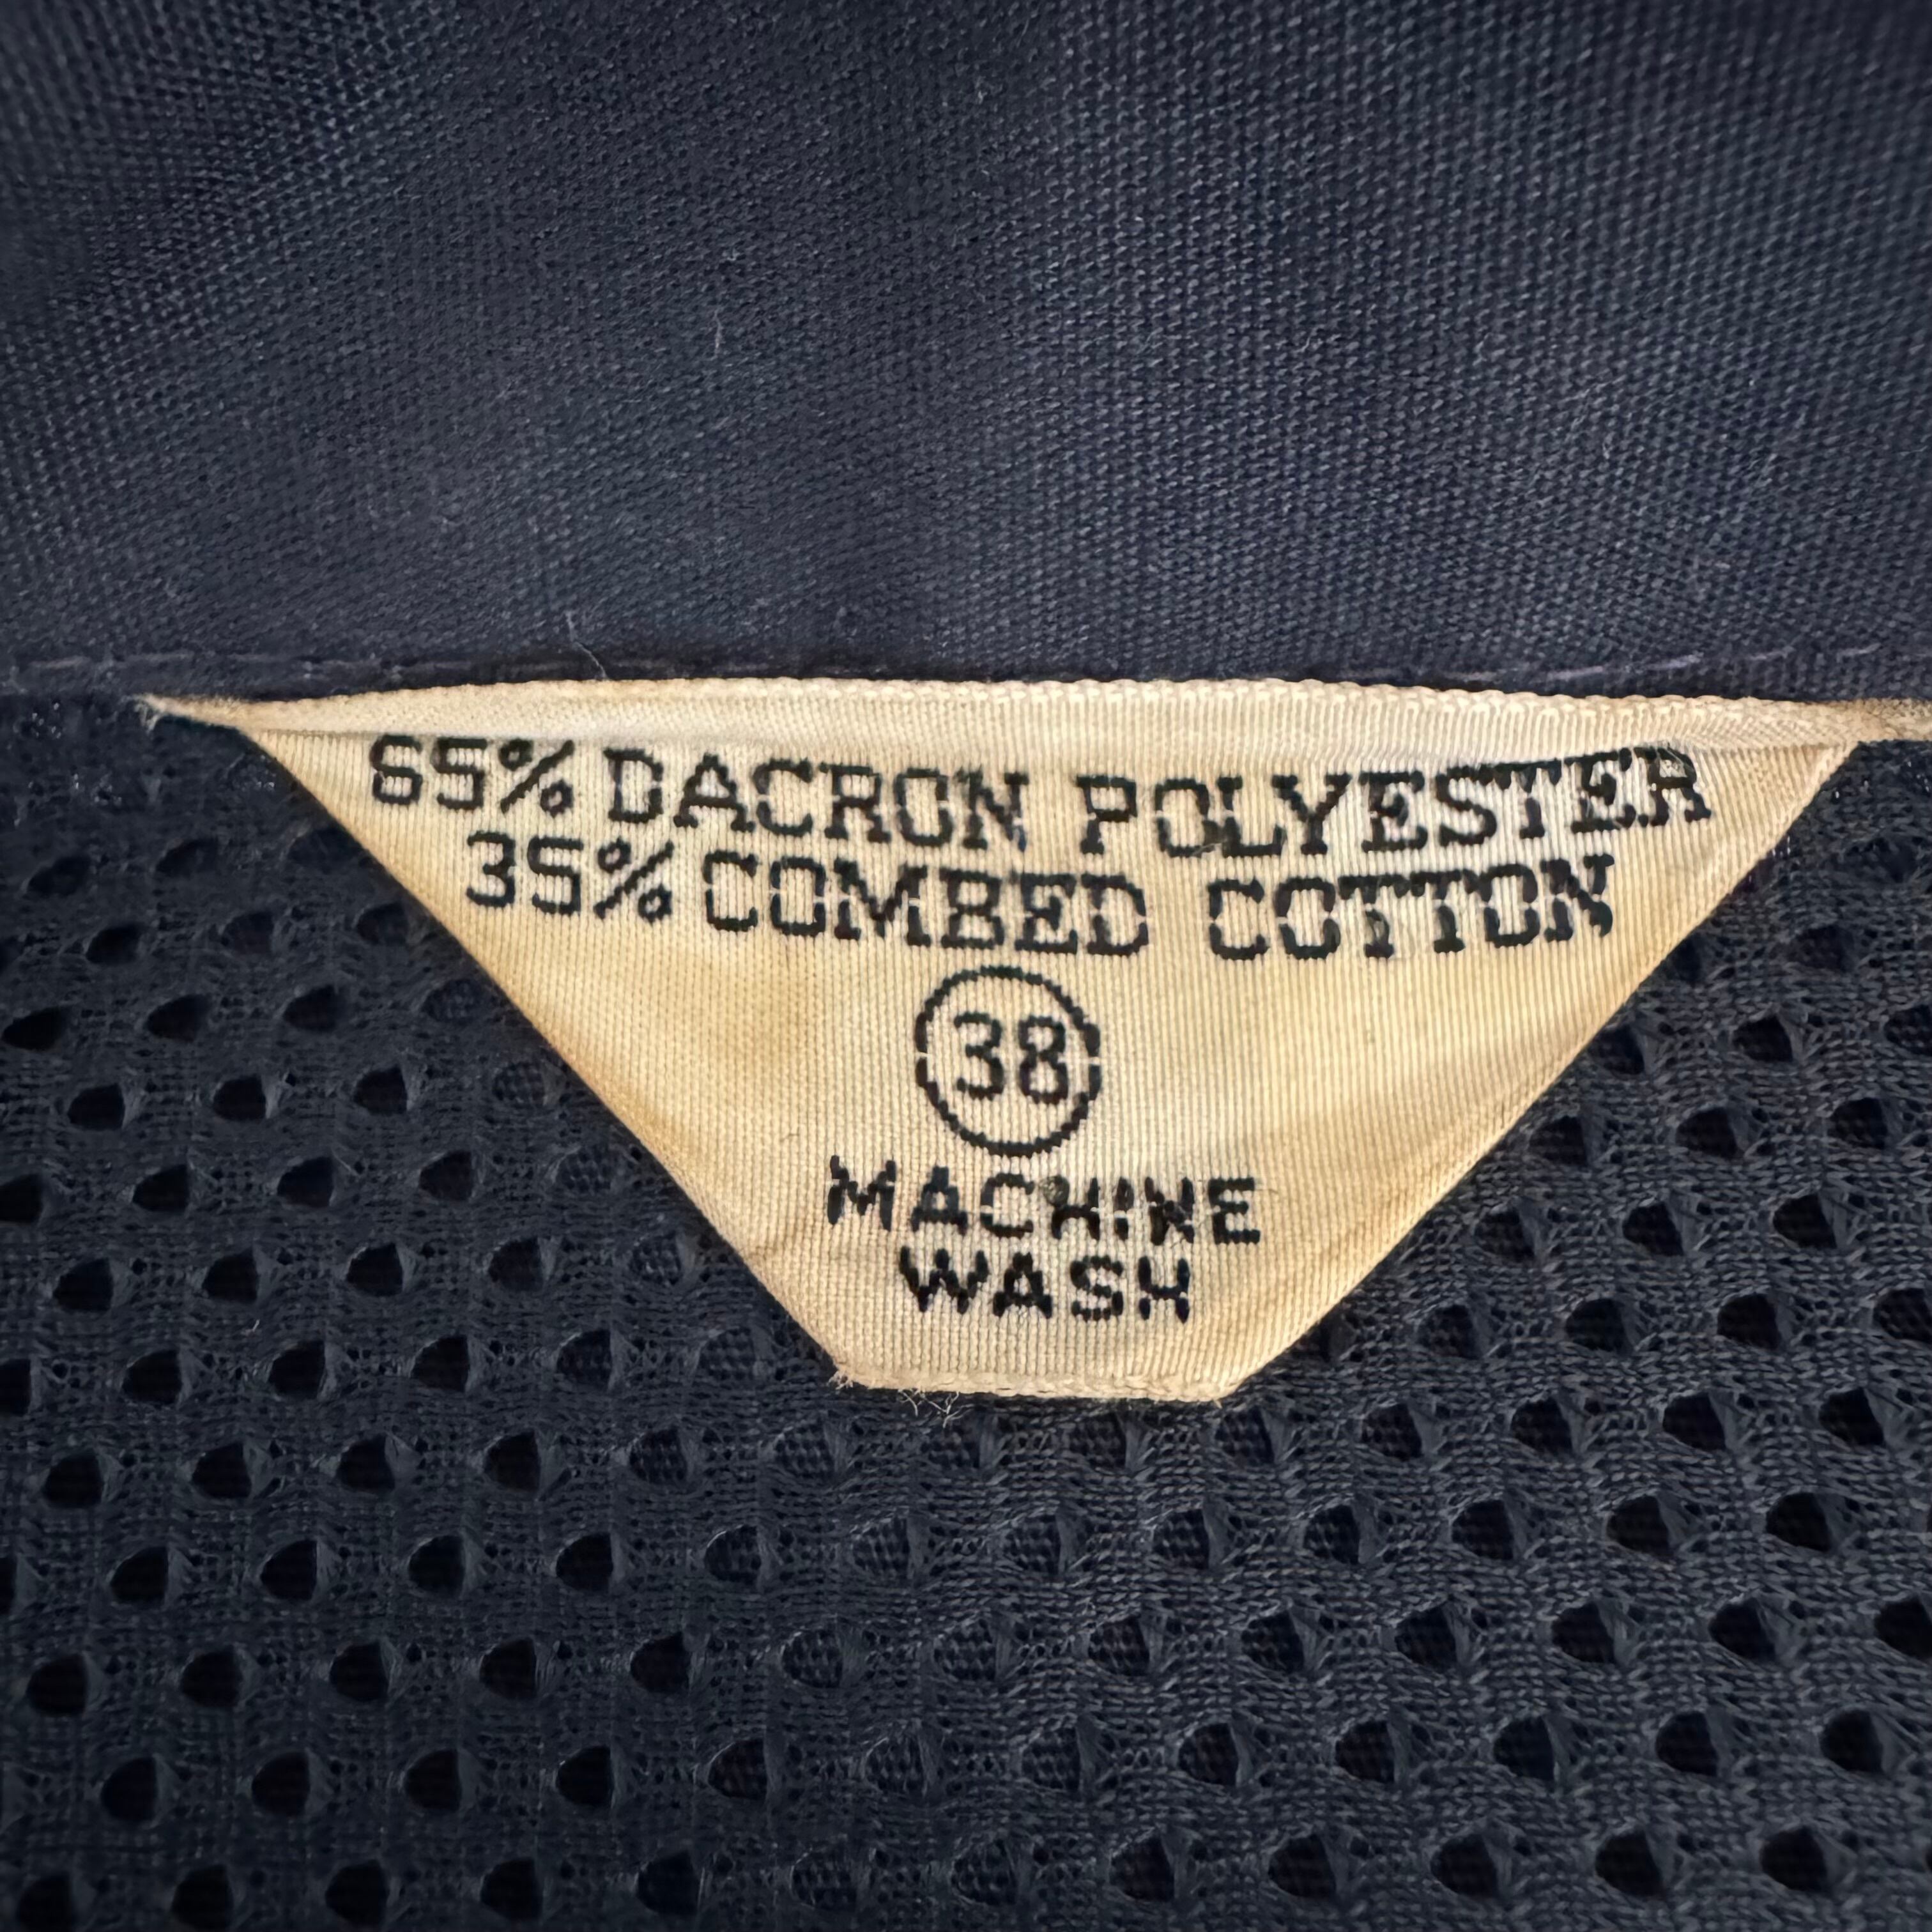 65% DACRON POLYESTER
35% COMBED COTTON
38
MACHINE
WASH